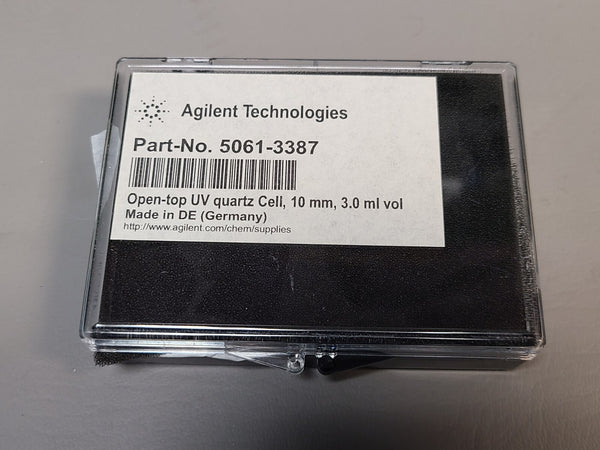 Agilent Technologies
Part-No. 5061-3387
Open-top UV quartz Cell, 10 mm, 3.0 ml vol
Made in DE (Germany)
http://www.agilent.com/chem/supplies